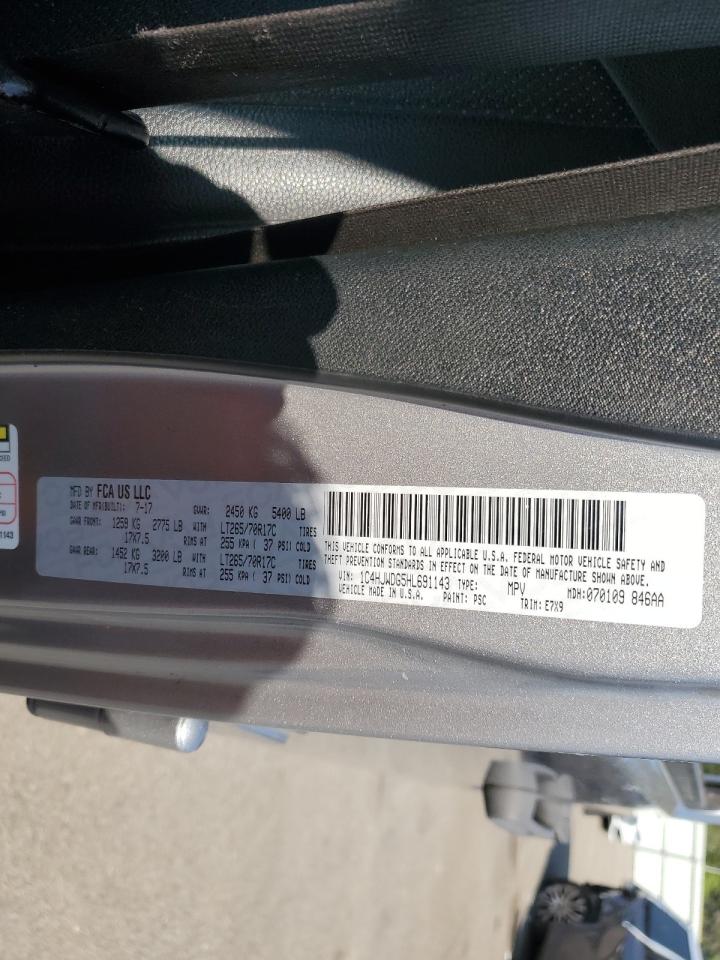 MFD BY FCA US LLC
DATE OF MFR(BUILT): 7-17 GVWR: 2450 KG 5400 LB
GAWR FRONT: 1259 KG 2775 LB WITH LT265/70R17C TIRES
17X7.5 RIMS AT 255 KPA ( 37 PSI) COLD
GAWR REAR: 1452 KG 3200 LB WITH LT265/70R17C TIRES
17X7.5 RIMS AT 255 KPA ( 37 PSI) COLD
THIS VEHICLE CONFORMS TO ALL APPLICABLE U.S.A. FEDERAL MOTOR VEHICLE SAFETY AND
THEFT PREVENTION STANDARDS IN EFFECT ON THE DATE OF MANUFACTURE SHOWN ABOVE.
VIN: 1C4HJWDG5HL691143 TYPE: MPV MDH:070109 846AA
VEHICLE MADE IN U.S.A. PAINT: PSC TRIM: E7X9
1143